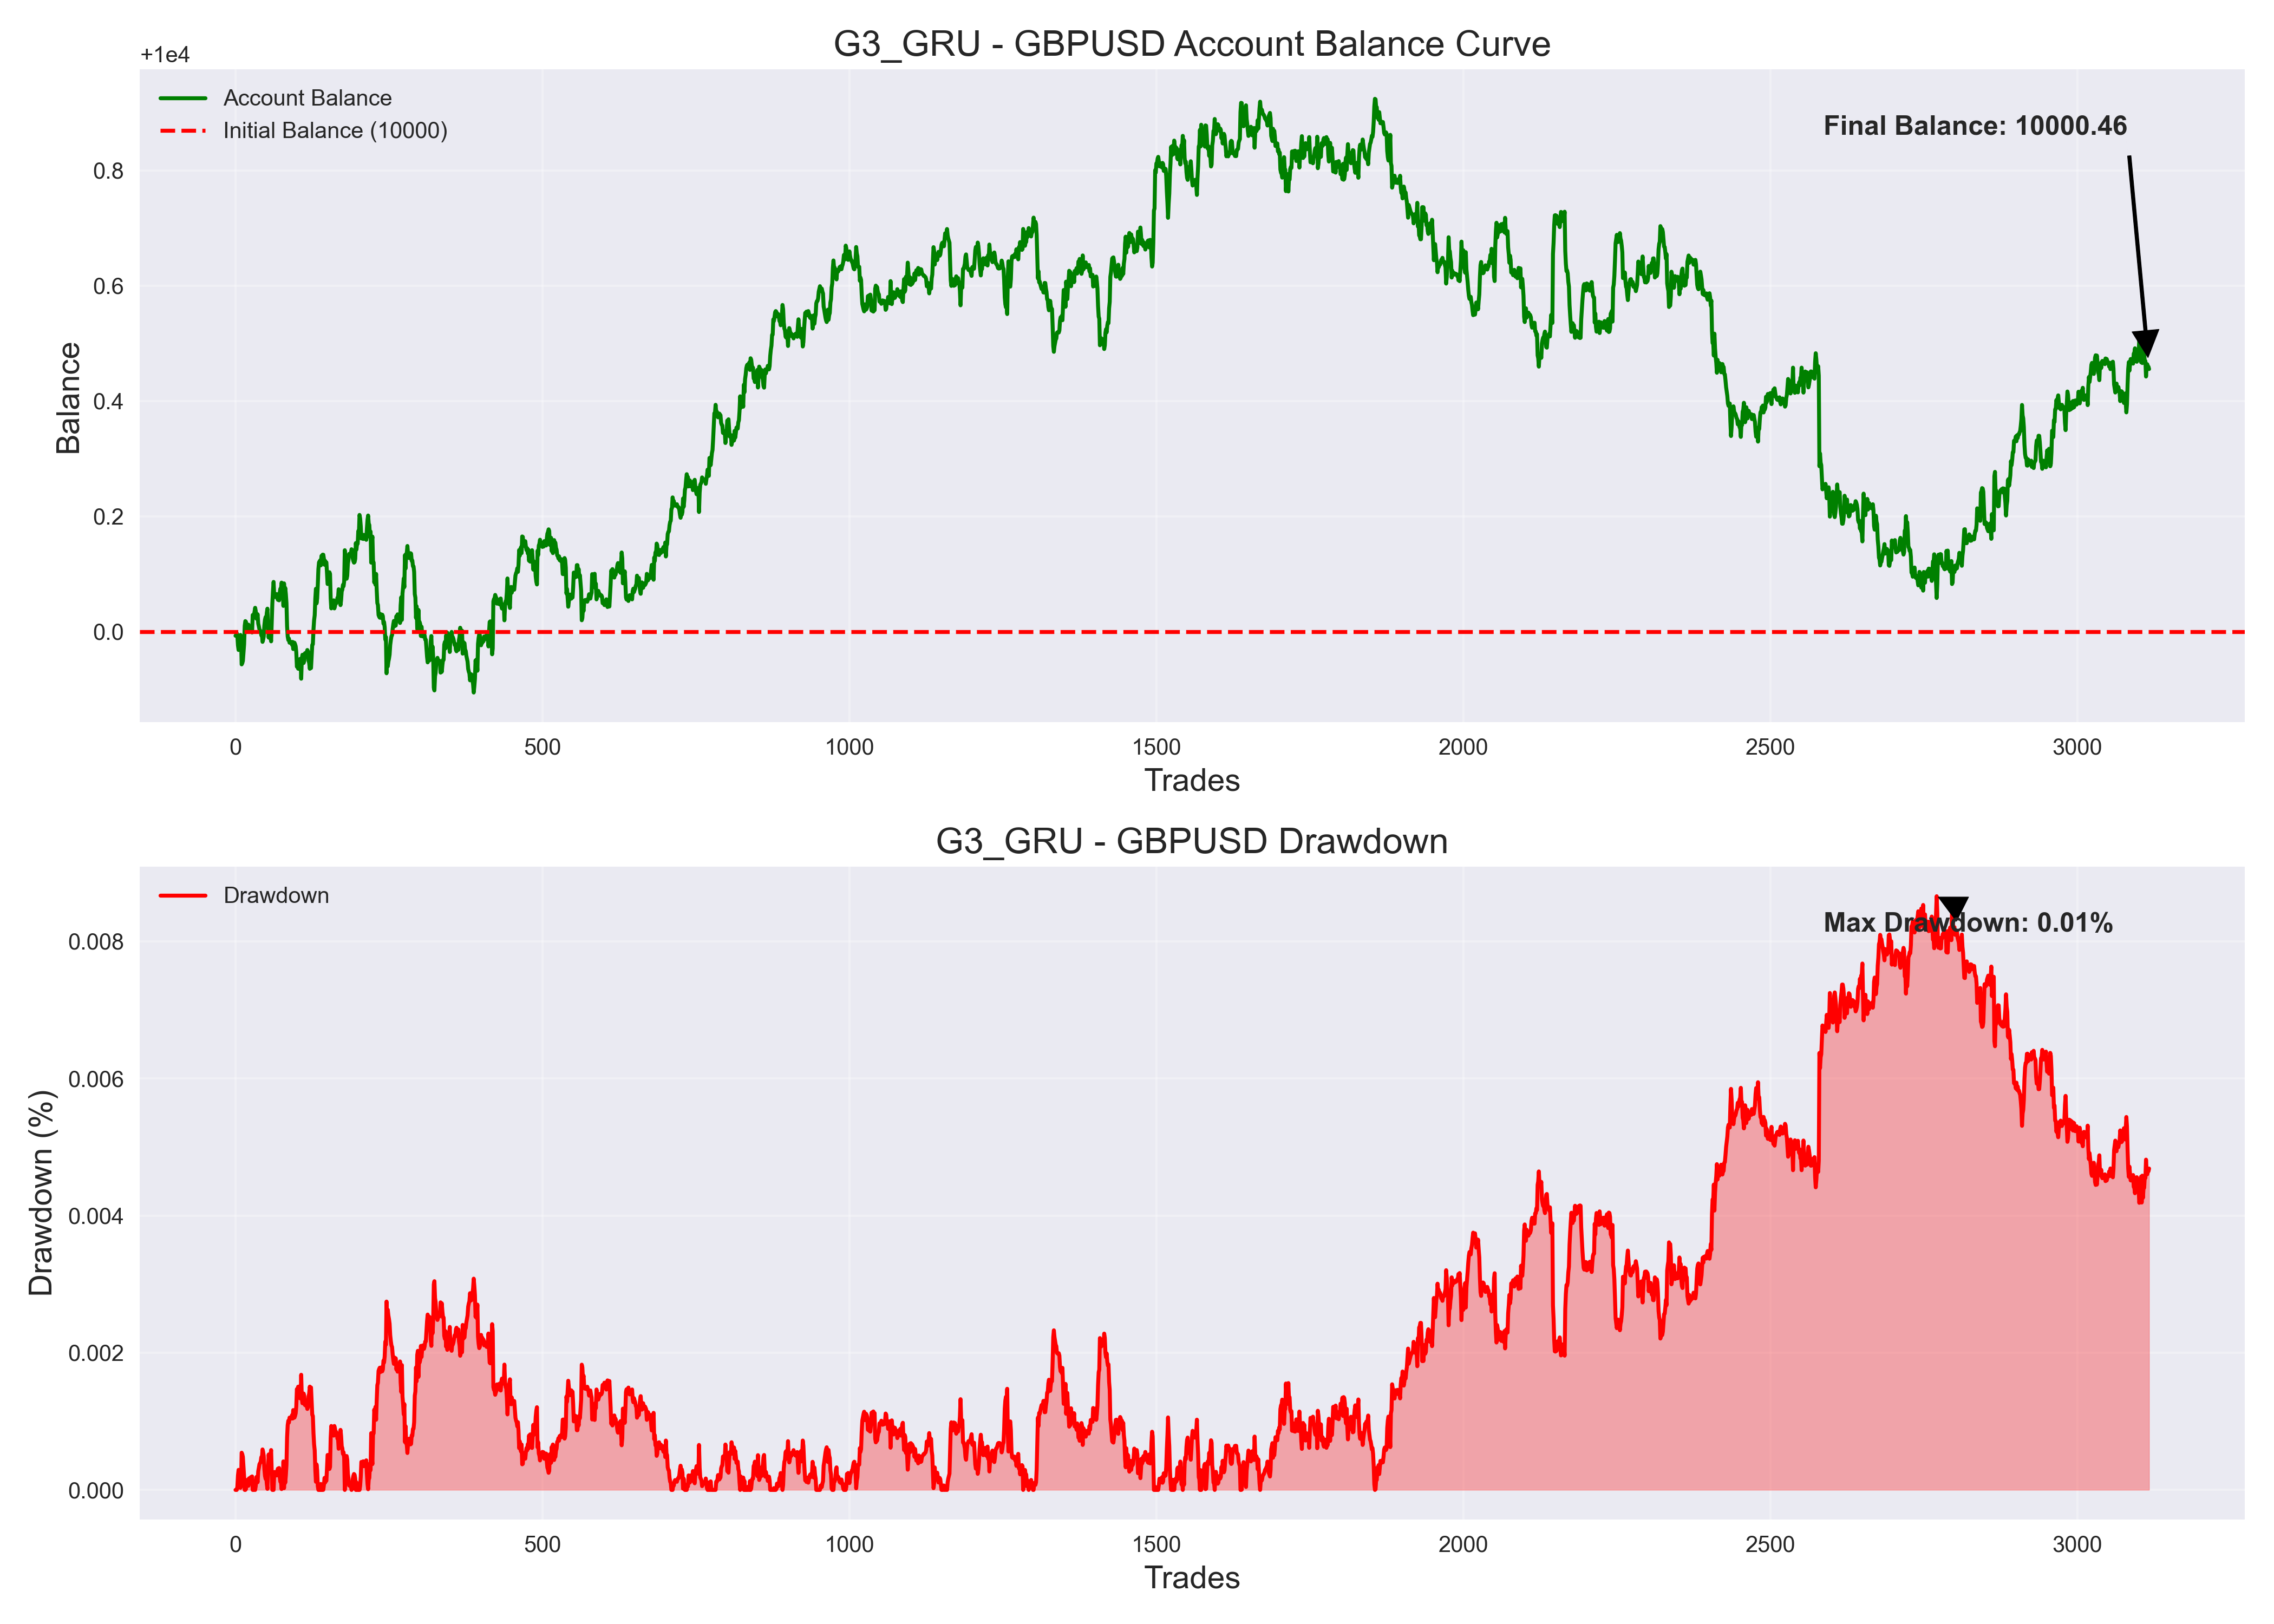 G3_GRU - GBPUSD Account Balance Curve
+1e4
Account Balance
Initial Balance (10000)
Final Balance: 10000.46
Balance
0.8
0.6
0.4
0.2
0.0
0 500 1000 1500 2000 2500 3000
Trades
G3_GRU - GBPUSD Drawdown
Drawdown
Max Drawdown: 0.01%
Drawdown (%)
0.008
0.006
0.004
0.002
0.000
0 500 1000 1500 2000 2500 3000
Trades